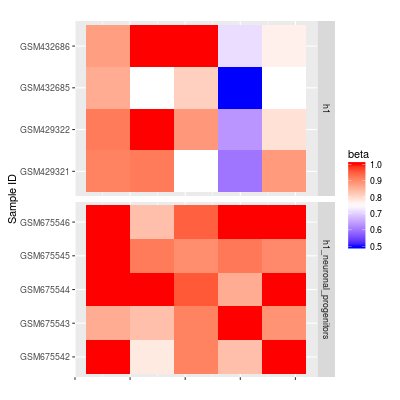 GSM432686
GSM432685
GSM429322
GSM429321
h1
GSM675546
GSM675545
GSM675544
GSM675543
GSM675542
h1_neuronal_progenitors
Sample ID
beta
1.0
0.9
0.8
0.7
0.6
0.5